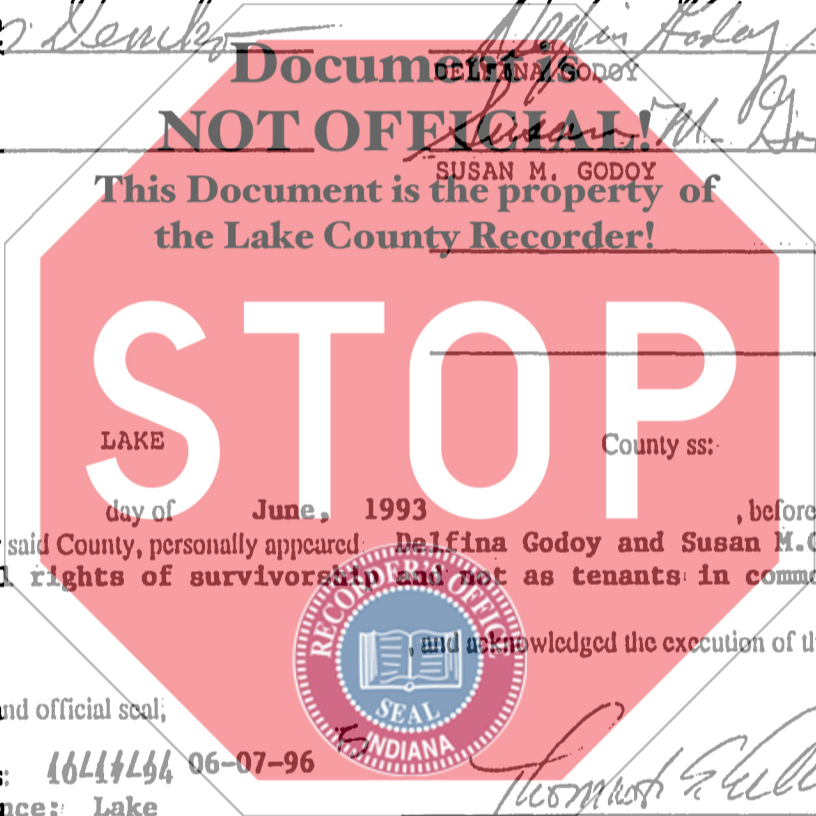 Document is
DELFINA GODOY
NOT OFFICIAL!
Susan M.
SUSAN M. GODOY
This Document is the property of
the Lake County Recorder!
STOP
LAKE County ss:
day of June, 1993 , before
said County, personally appeared Delfina Godoy and Susan M.G
rights of survivorship and not as tenants in commo
, and acknowledged the execution of th
nd official seal,
06-07-96
nce: Lake
RECORDER'S OFFICE
SEAL
INDIANA